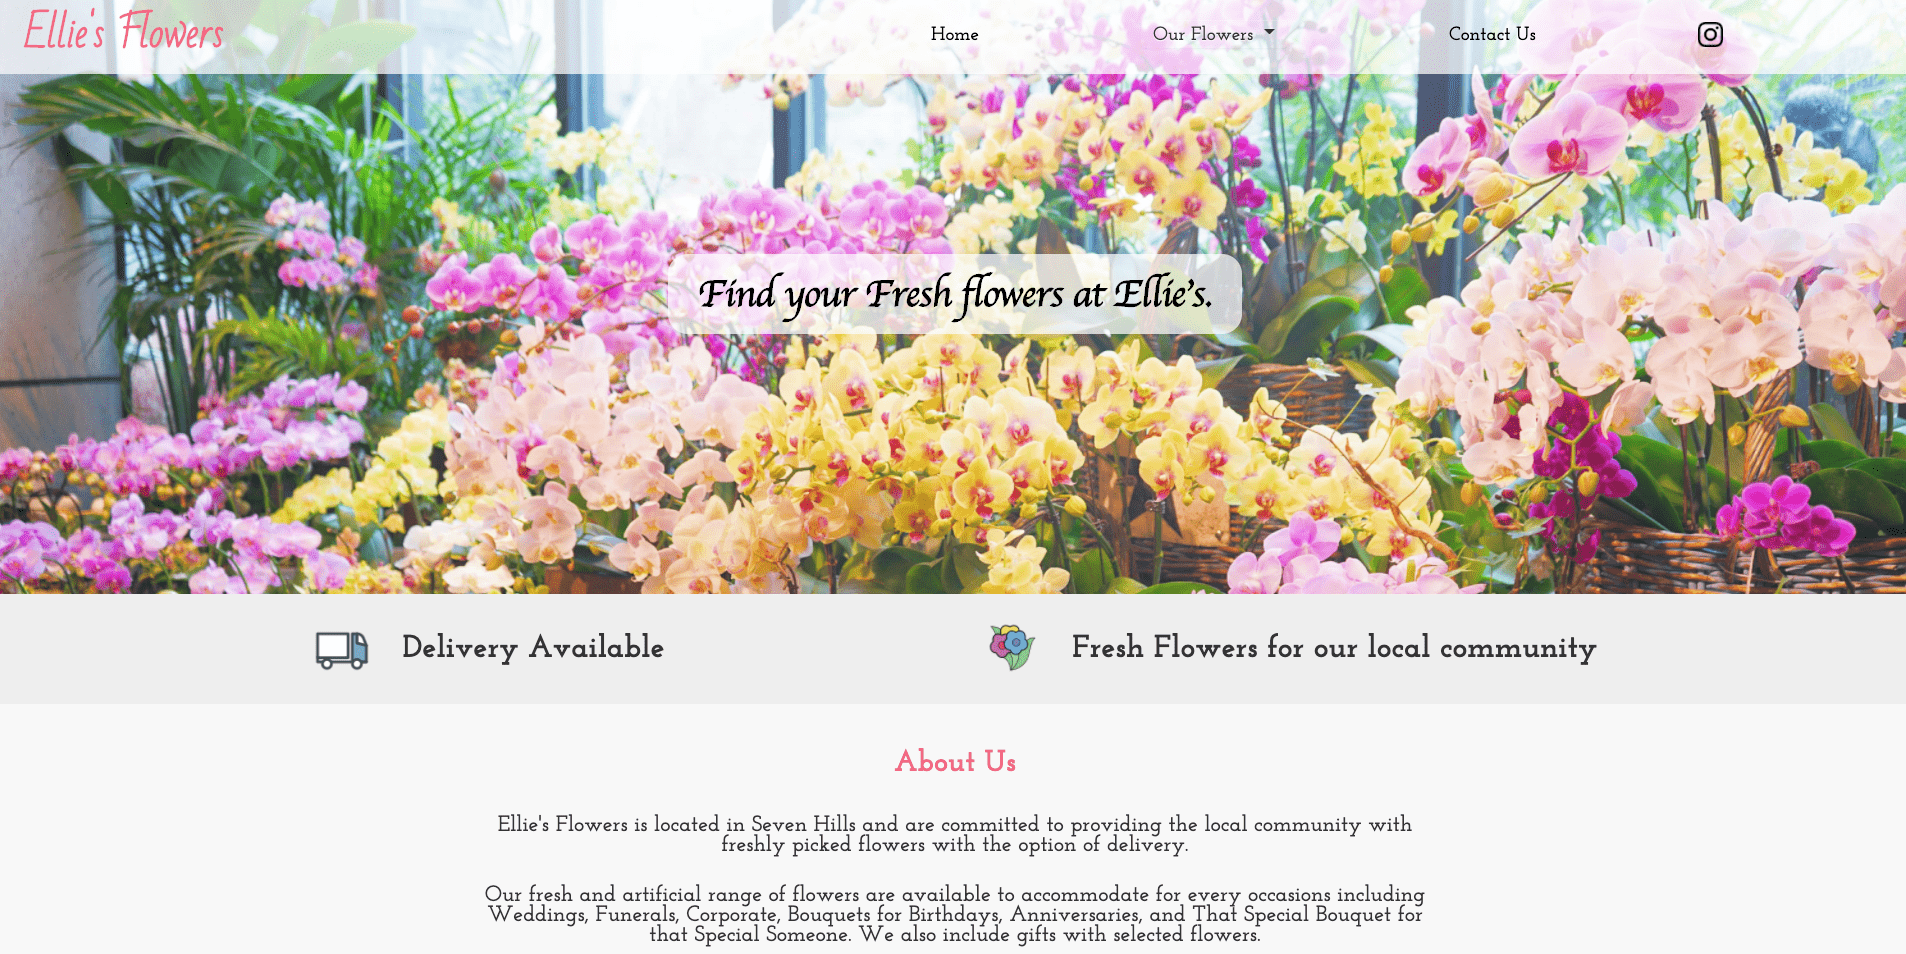 Ellie's Flowers
Home
Our Flowers
Contact Us
Find your Fresh flowers at Ellie's.
Delivery Available
Fresh Flowers for our local community
About Us
Ellie's Flowers is located in Seven Hills and are committed to providing the local community with
freshly picked flowers with the option of delivery.
Our fresh and artificial range of flowers are available to accommodate for every occasions including
Weddings, Funerals, Corporate, Bouquets for Birthdays, Anniversaries, and That Special Bouquet for
that Special Someone. We also include gifts with selected flowers.